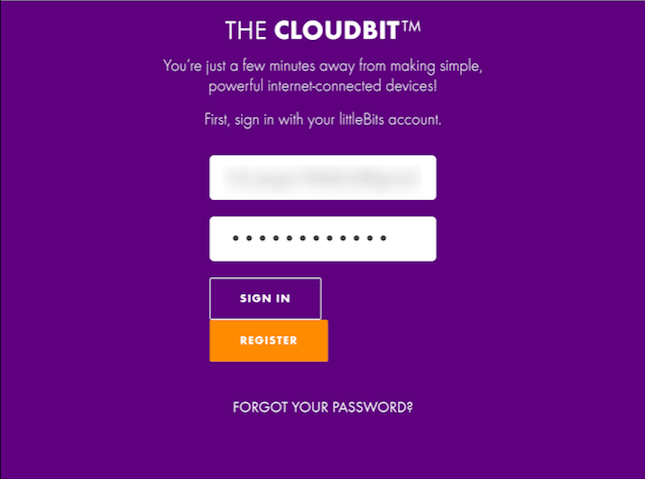 THE CLOUDBIT™
You're just a few minutes away from making simple,
powerful internet-connected devices!
First, sign in with your littleBits account.
SIGN IN
REGISTER
FORGOT YOUR PASSWORD?